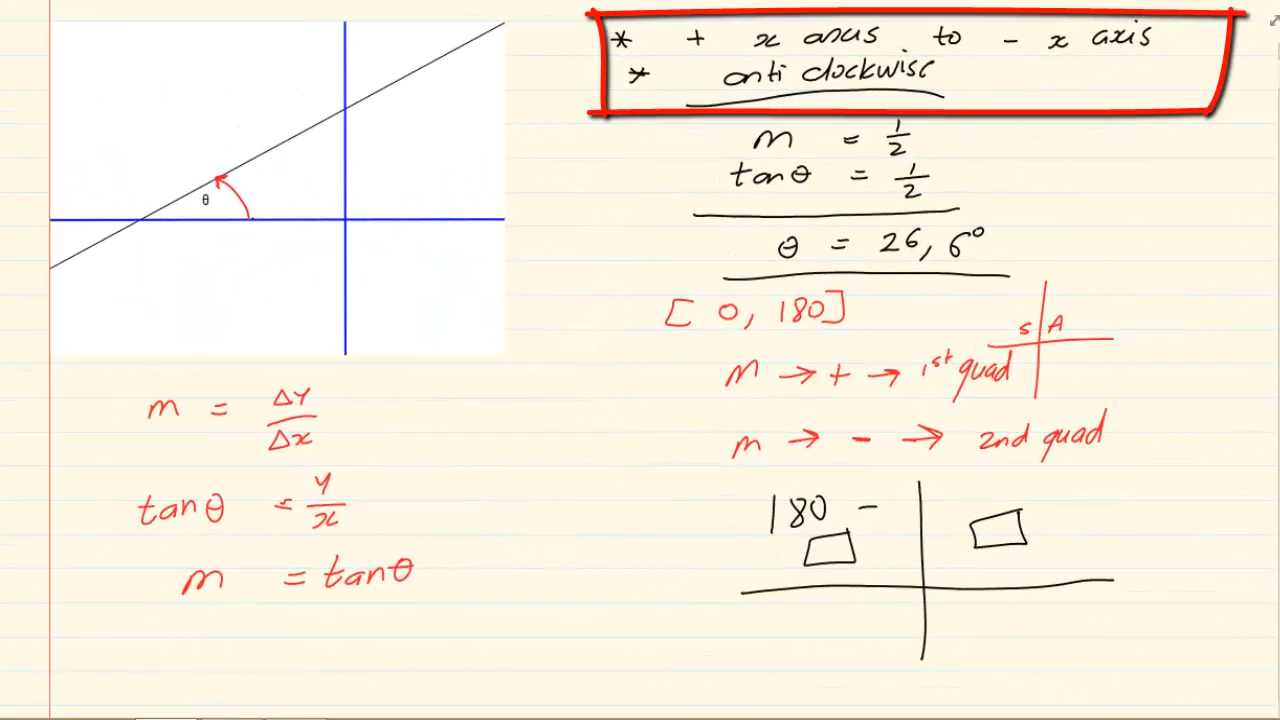 * + x axis to - x axis
* anti clockwise
θ
m = 1/2
tanθ = 1/2
θ = 26,6°
[0, 180]
S A
m → + → 1st quad
m → - → 2nd quad
m = ΔY/Δx
tanθ = Y/x
m = tanθ
180 -